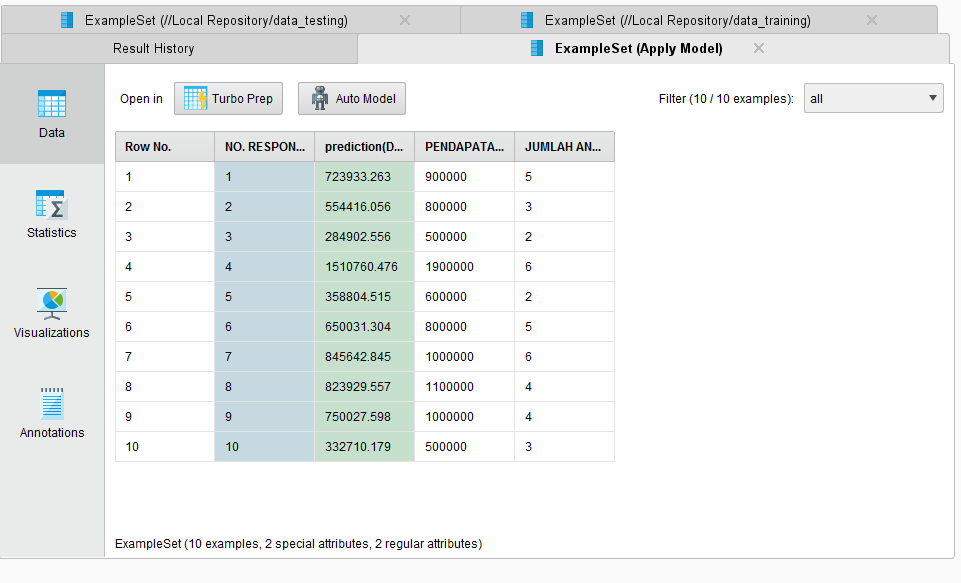 ExampleSet (//Local Repository/data_testing) ExampleSet (//Local Repository/data_training)
Result History ExampleSet (Apply Model)
Open in Turbo Prep Auto Model Filter (10 / 10 examples): all
Data
Statistics
Visualizations
Annotations
Row No. NO. RESPON... prediction(D... PENDAPATA... JUMLAH AN...
1 1 723933.263 900000 5
2 2 554416.056 800000 3
3 3 284902.556 500000 2
4 4 1510760.476 1900000 6
5 5 358804.515 600000 2
6 6 650031.304 800000 5
7 7 845642.845 1000000 6
8 8 823929.557 1100000 4
9 9 750027.598 1000000 4
10 10 332710.179 500000 3
ExampleSet (10 examples, 2 special attributes, 2 regular attributes)